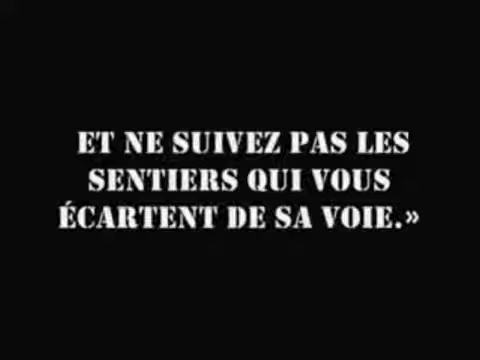 ET NE SUIVEZ PAS LES
SENTIERS QUI VOUS
ÉCARTENT DE SA VOIE.»